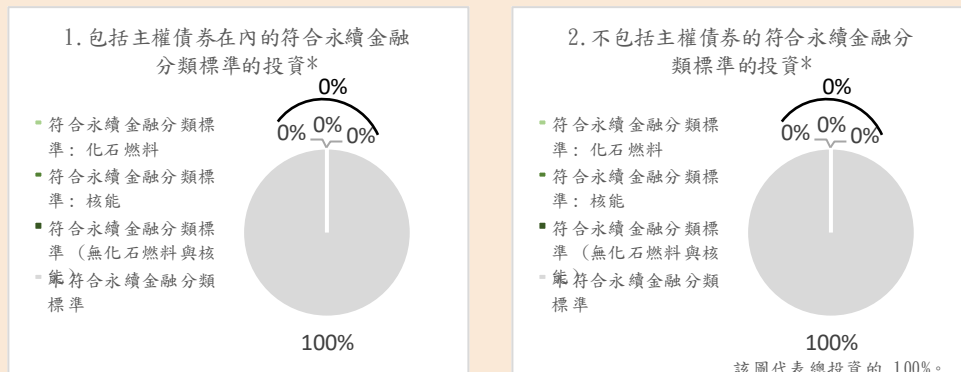 1.包括主權債券在內的符合永續金融
分類標準的投資*
0%
0% 0% 0%
符合永續金融分類標
準：化石燃料
符合永續金融分類標
準：核能
符合永續金融分類標
準（無化石燃料與核
能）
未符合永續金融分類
標準
100%
2.不包括主權債券的符合永續金融分
類標準的投資*
0%
0% 0% 0%
符合永續金融分類標
準：化石燃料
符合永續金融分類標
準：核能
符合永續金融分類標
準（無化石燃料與核
能）
未符合永續金融分類
標準
100%
該圖代表總投資的 100%。